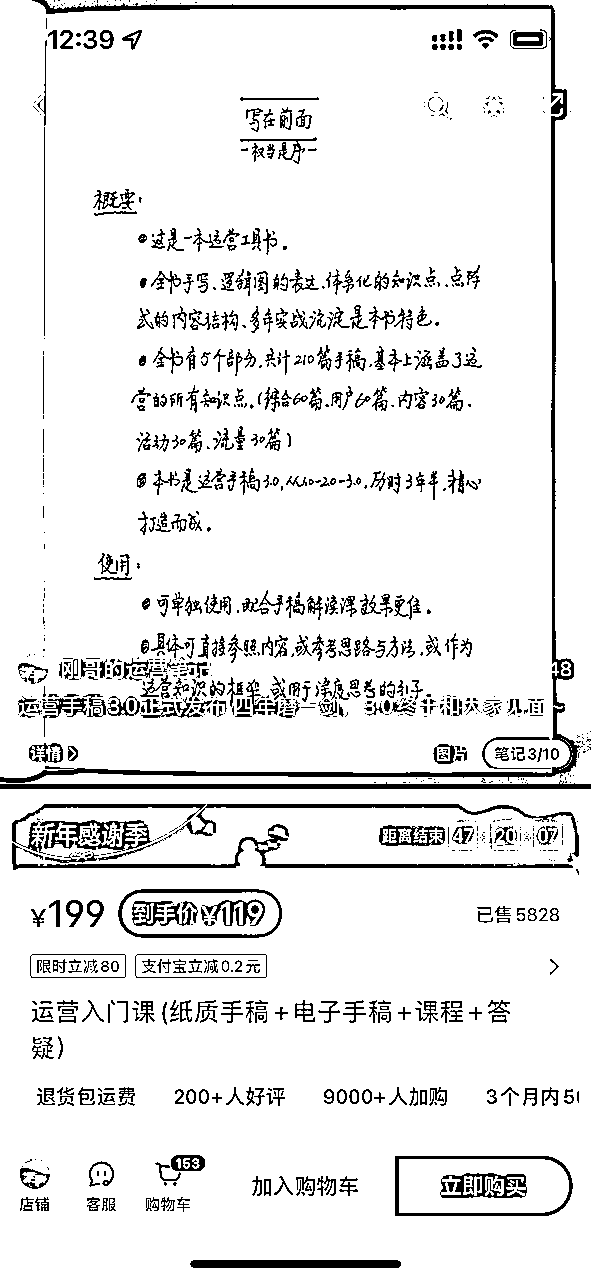 12:39
写在前面
-权当是序-
概要:
这是一本运营工具书。
全书手写、逻辑图的表达、体系化的知识点、点阵
式的内容结构、多年实战沉淀是本书特色。
全书有5个部分,共计210篇手稿,基本上涵盖了运
营的所有知识点。(综合60篇、用户60篇、内容30篇、
活动30篇、流量30篇)
本书是运营手稿3.0,从1.0-2.0-3.0,历时3年半,精心
打造而成。
使用:
可单独使用,配合手稿解读课效果更佳。
具体可直接参照内容,或参考思路与方法,或作为
刚哥的运营笔记
运营知识的框架,或用于深度思考的引子。
运营手稿3.0正式发布 四年磨一剑,3.0终于和大家见面~
详情
图片
笔记3/10
新年感谢季
距离结束 47:20:07
¥199 到手价¥119
已售5828
限时立减80 支付宝立减0.2元
运营入门课(纸质手稿+电子手稿+课程+答
疑)
退货包运费 200+人好评 9000+人加购 3个月内50
153
店铺 客服 购物车
加入购物车
立即购买